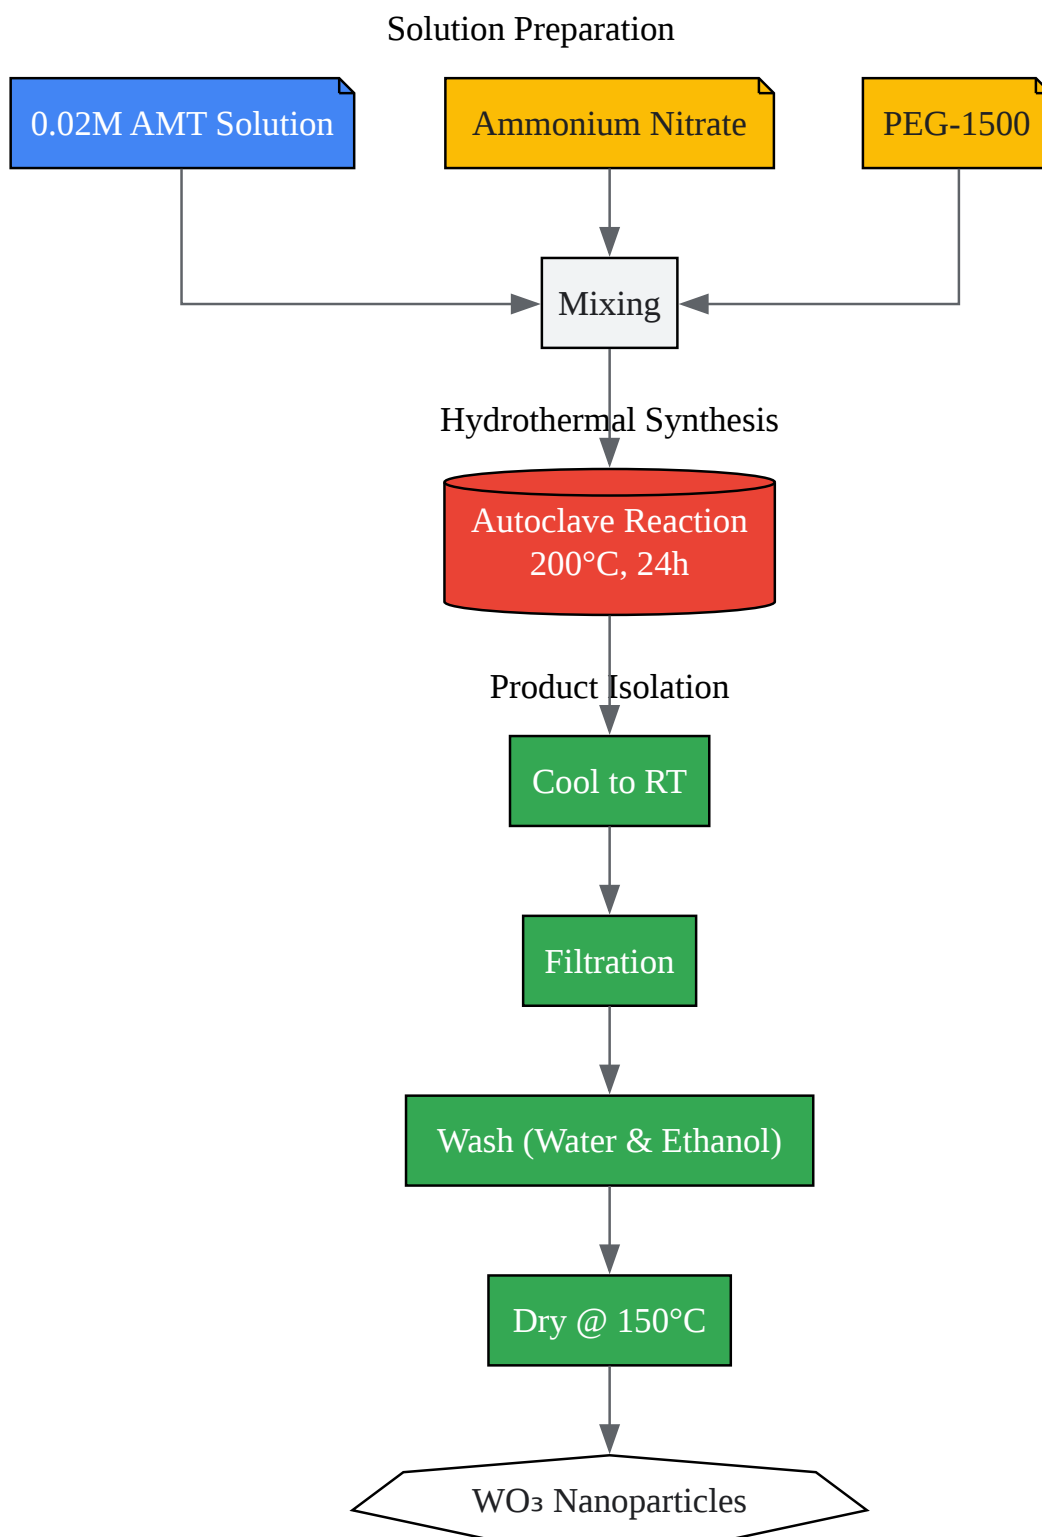 Solution Preparation
0.02M AMT Solution
Ammonium Nitrate
PEG-1500
Mixing
Hydrothermal Synthesis
Autoclave Reaction
200°C, 24h
Product Isolation
Cool to RT
Filtration
Wash (Water & Ethanol)
Dry @ 150°C
WO₃ Nanoparticles